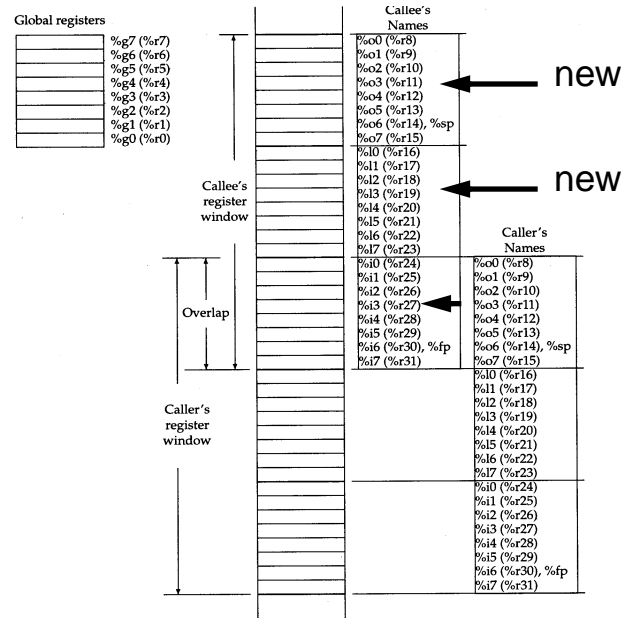 Global registers
%g7 (%r7)
%g6 (%r6)
%g5 (%r5)
%g4 (%r4)
%g3 (%r3)
%g2 (%r2)
%g1 (%r1)
%g0 (%r0)
Callee's
Names
%o0 (%r8)
%o1 (%r9)
%o2 (%r10)
%o3 (%r11)
%o4 (%r12)
%o5 (%r13)
%o6 (%r14), %sp
%o7 (%r15)
new
%l0 (%r16)
%l1 (%r17)
%l2 (%r18)
%l3 (%r19)
%l4 (%r20)
%l5 (%r21)
%l6 (%r22)
%l7 (%r23)
new
%i0 (%r24)
%i1 (%r25)
%i2 (%r26)
%i3 (%r27)
%i4 (%r28)
%i5 (%r29)
%i6 (%r30), %fp
%i7 (%r31)
Callee's
register
window
Overlap
Caller's
register
window
Caller's
Names
%o0 (%r8)
%o1 (%r9)
%o2 (%r10)
%o3 (%r11)
%o4 (%r12)
%o5 (%r13)
%o6 (%r14), %sp
%o7 (%r15)
%l0 (%r16)
%l1 (%r17)
%l2 (%r18)
%l3 (%r19)
%l4 (%r20)
%l5 (%r21)
%l6 (%r22)
%l7 (%r23)
%i0 (%r24)
%i1 (%r25)
%i2 (%r26)
%i3 (%r27)
%i4 (%r28)
%i5 (%r29)
%i6 (%r30), %fp
%i7 (%r31)